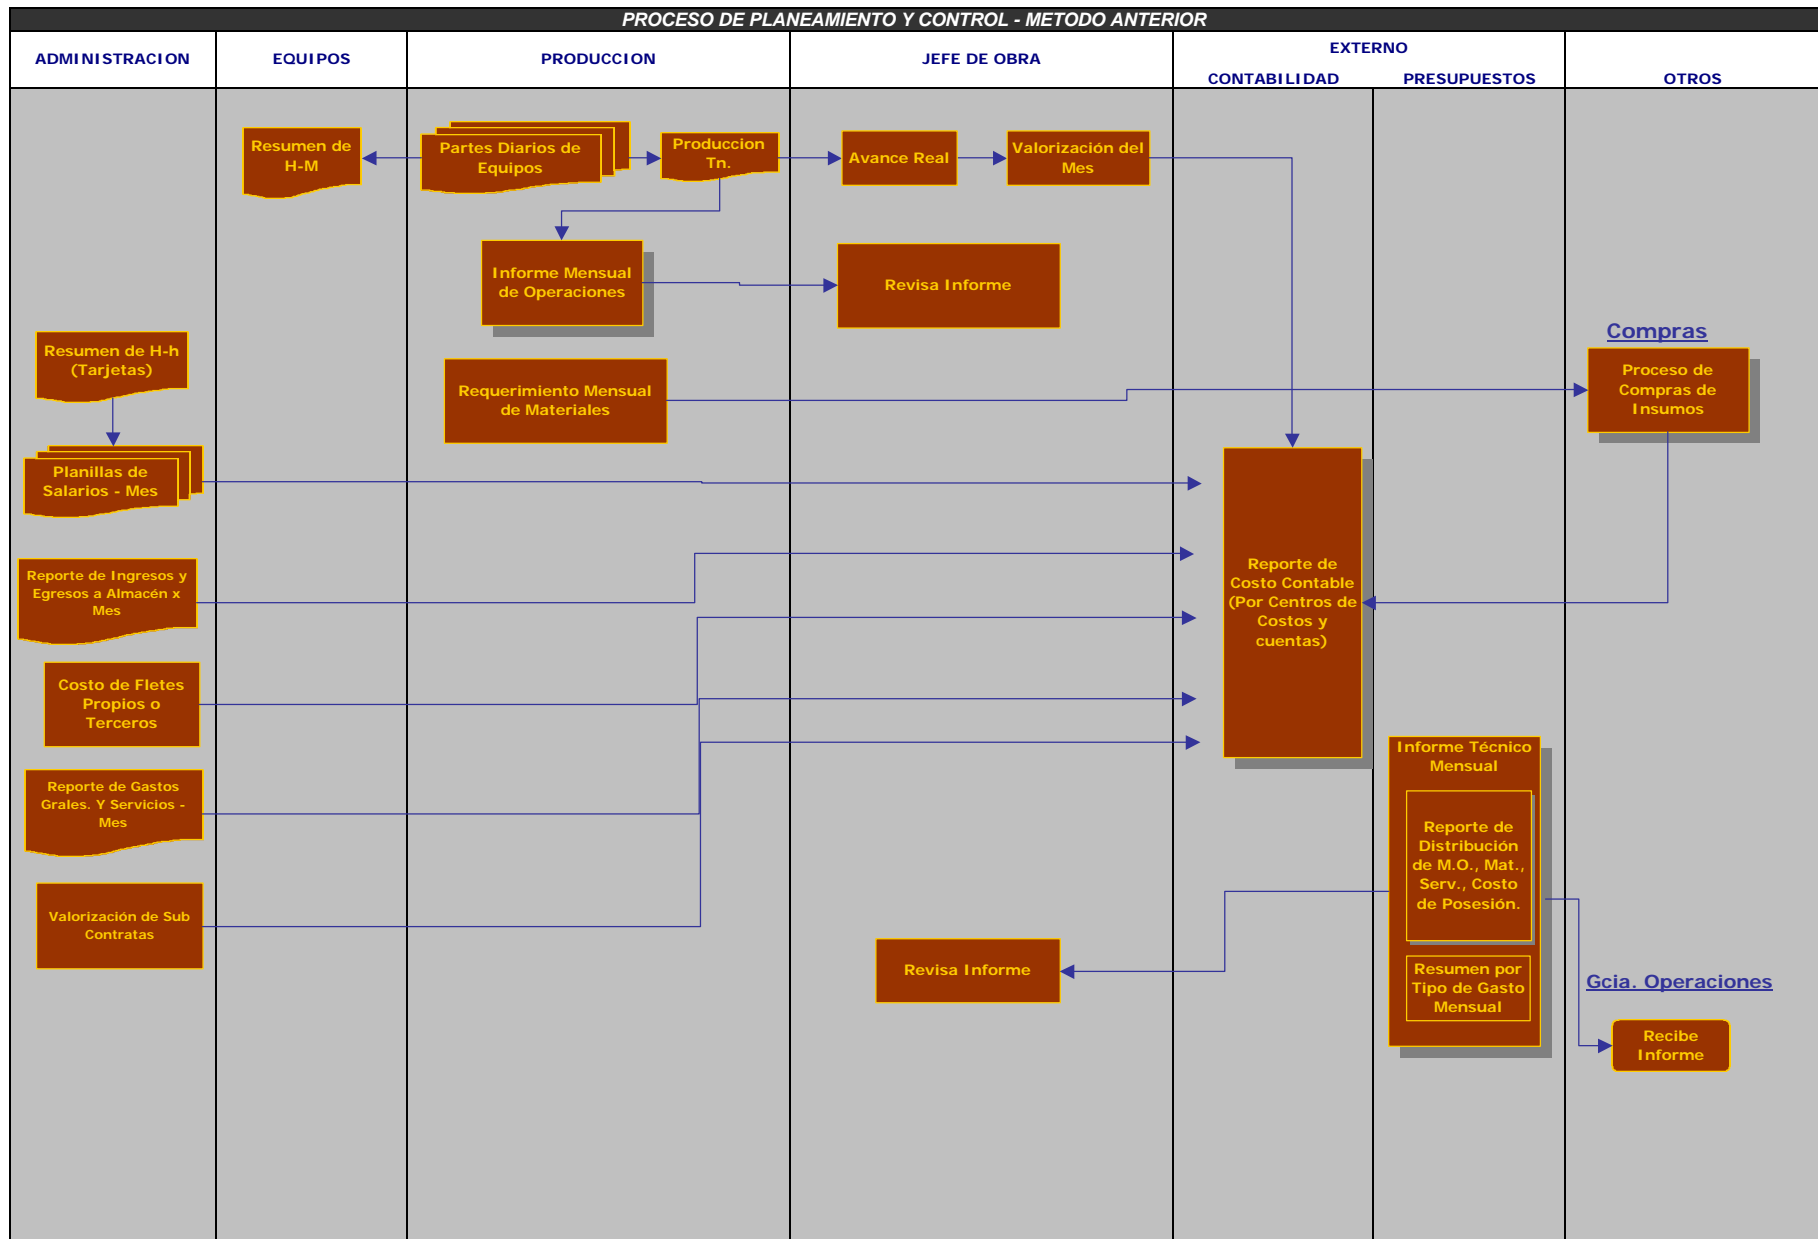 PROCESO DE PLANEAMIENTO Y CONTROL - METODO ANTERIOR
ADMINISTRACION
EQUIPOS
PRODUCCION
JEFE DE OBRA
EXTERNO
CONTABILIDAD
PRESUPUESTOS
OTROS
Resumen de
H-M
Partes Diarios de
Equipos
Produccion
Tn.
Avance Real
Valorización del
Mes
Informe Mensual
de Operaciones
Revisa Informe
Resumen de H-h
(Tarjetas)
Requerimiento Mensual
de Materiales
Compras
Proceso de
Compras de
Insumos
Planillas de
Salarios - Mes
Reporte de Ingresos y
Egresos a Almacén x
Mes
Reporte de
Costo Contable
(Por Centros de
Costos y
cuentas)
Costo de Fletes
Propios o
Terceros
Reporte de Gastos
Grales. Y Servicios -
Mes
Informe Técnico
Mensual
Reporte de
Distribución
de M.O., Mat.,
Serv., Costo
de Posesión.
Valorización de Sub
Contratas
Revisa Informe
Resumen por
Tipo de Gasto
Mensual
Gcia. Operaciones
Recibe
Informe